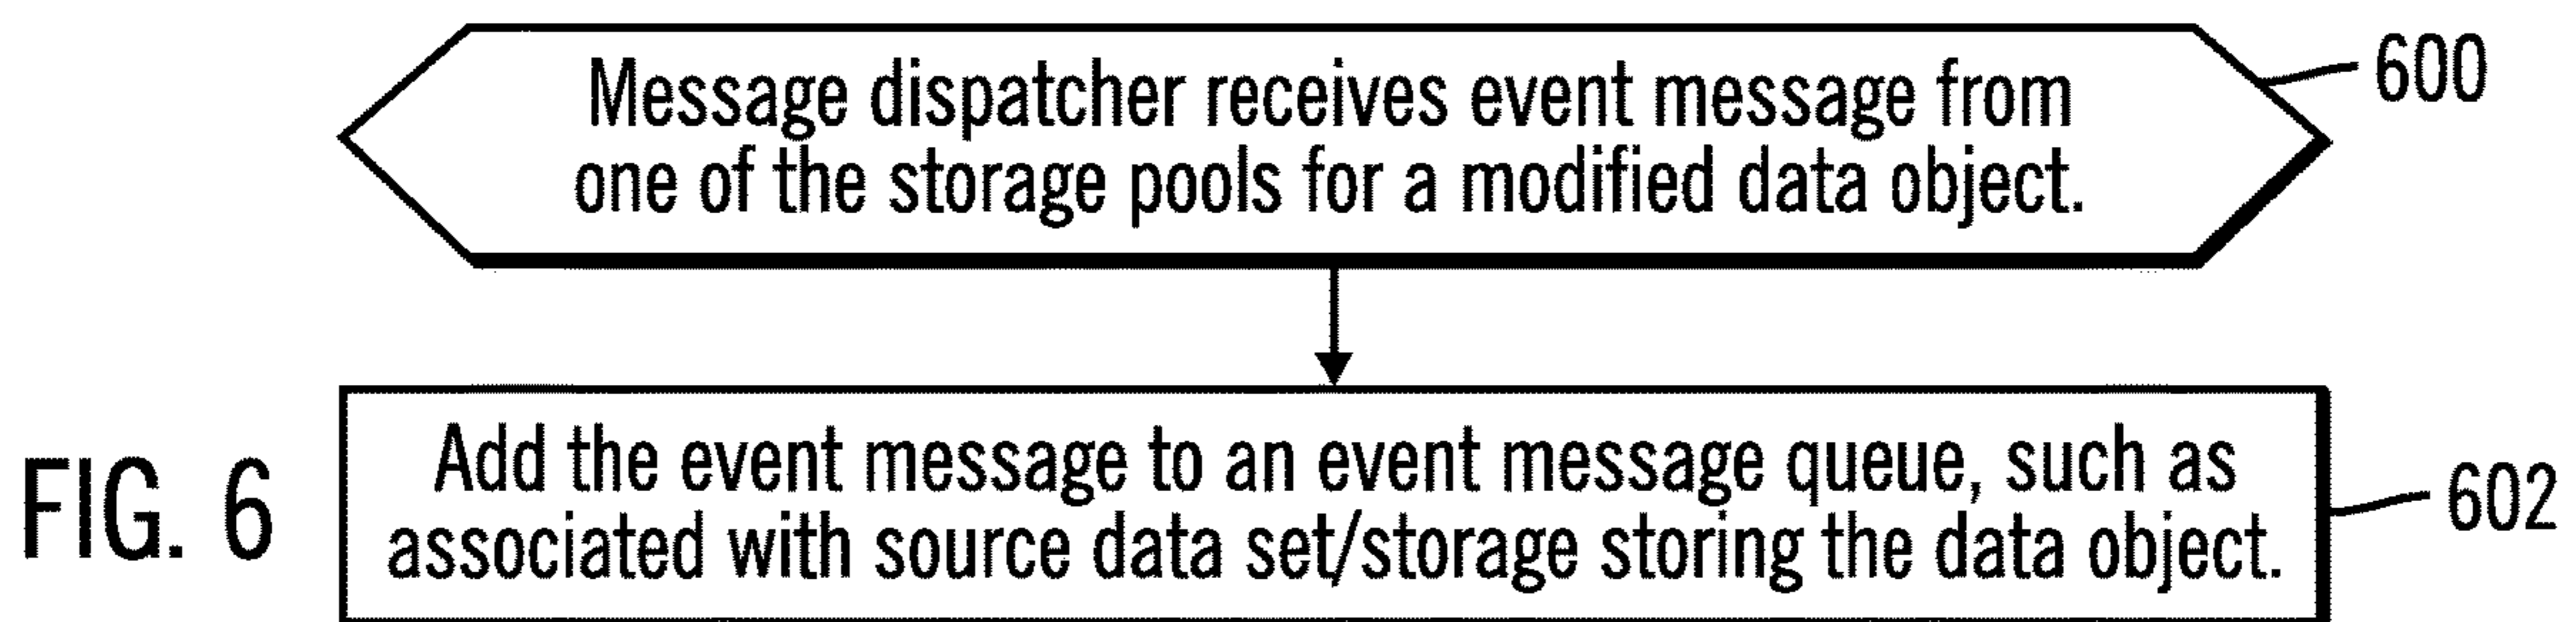 Message dispatcher receives event message from
one of the storage pools for a modified data object.
600
Add the event message to an event message queue, such as
associated with source data set/storage storing the data object.
602
FIG. 6